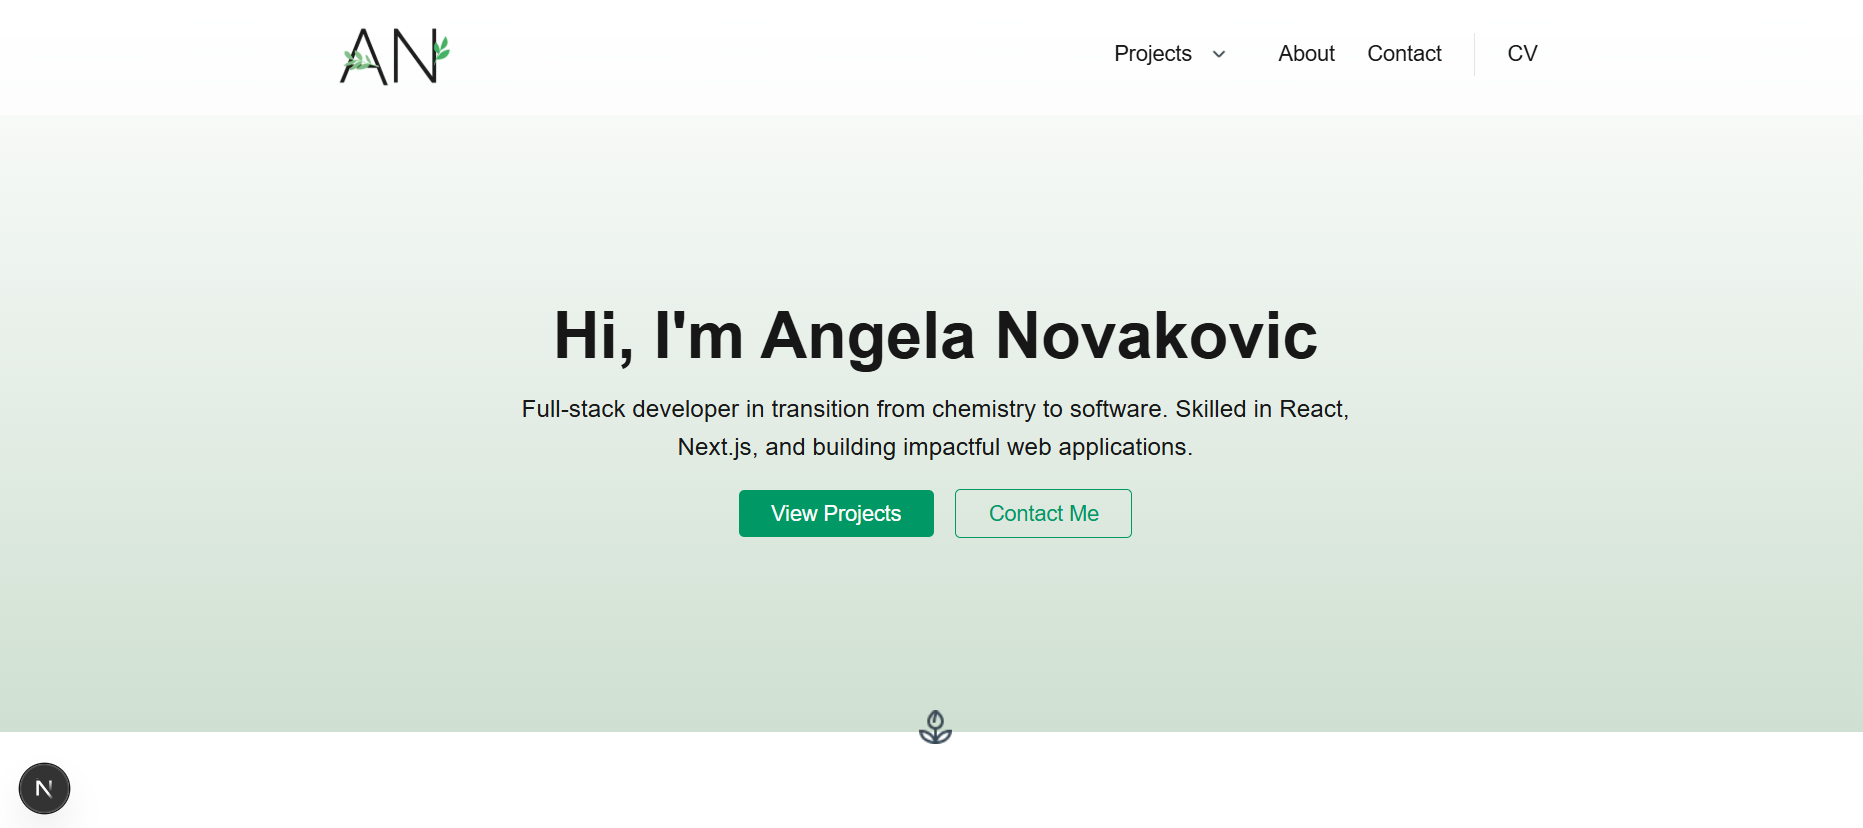 AN
Projects
About
Contact
CV
Hi, I'm Angela Novakovic
Full-stack developer in transition from chemistry to software. Skilled in React,
Next.js, and building impactful web applications.
View Projects
Contact Me
N